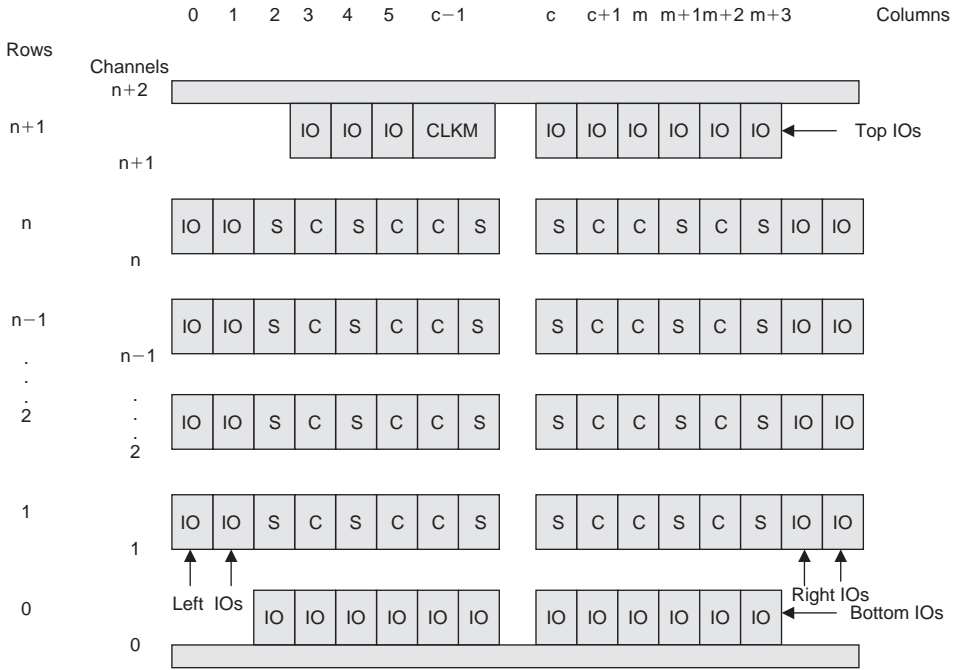 0 1 2 3 4 5 c−1 c c+1 m m+1 m+2 m+3 Columns
Rows
Channels
n+2
n+1 IO IO IO CLKM IO IO IO IO IO IO Top IOs
n+1
n IO IO S C S C C S S C C S C S IO IO
n
n−1 IO IO S C S C C S S C C S C S IO IO
n−1
.
.
.
2 IO IO S C S C C S S C C S C S IO IO
.
.
.
2
1 IO IO S C S C C S S C C S C S IO IO
1
Left IOs Right IOs
0 IO IO IO IO IO IO IO IO IO IO IO IO Bottom IOs
0